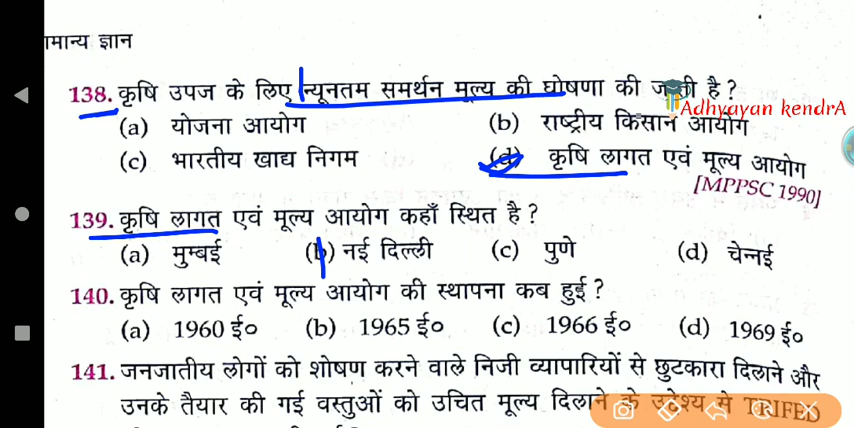 सामान्य ज्ञान
138. कृषि उपज के लिए न्यूनतम समर्थन मूल्य की घोषणा की जाती है ?
Adhyayan kendrA
(a) योजना आयोग (b) राष्ट्रीय किसान आयोग
(c) भारतीय खाद्य निगम (d) कृषि लागत एवं मूल्य आयोग
[MPPSC 1990]
139. कृषि लागत एवं मूल्य आयोग कहाँ स्थित है ?
(a) मुम्बई (b) नई दिल्ली (c) पुणे (d) चेन्नई
140. कृषि लागत एवं मूल्य आयोग की स्थापना कब हुई ?
(a) 1960 ई० (b) 1965 ई० (c) 1966 ई० (d) 1969 ई०
141. जनजातीय लोगों को शोषण करने वाले निजी व्यापारियों से छुटकारा दिलाने और
उनके तैयार की गई वस्तुओं को उचित मूल्य दिलाने के उद्देश्य से TRIFED